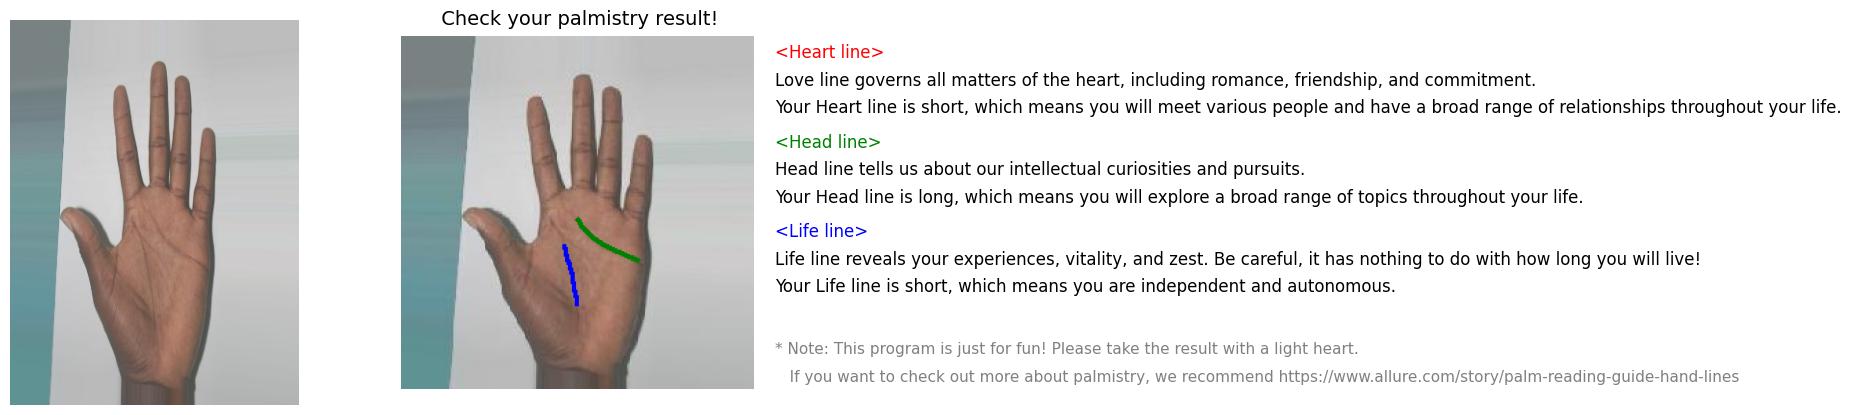 Check your palmistry result!
<Heart line>
Love line governs all matters of the heart, including romance, friendship, and commitment.
Your Heart line is short, which means you will meet various people and have a broad range of relationships throughout your life.
<Head line>
Head line tells us about our intellectual curiosities and pursuits.
Your Head line is long, which means you will explore a broad range of topics throughout your life.
<Life line>
Life line reveals your experiences, vitality, and zest. Be careful, it has nothing to do with how long you will live!
Your Life line is short, which means you are independent and autonomous.
* Note: This program is just for fun! Please take the result with a light heart.
If you want to check out more about palmistry, we recommend https://www.allure.com/story/palm-reading-guide-hand-lines